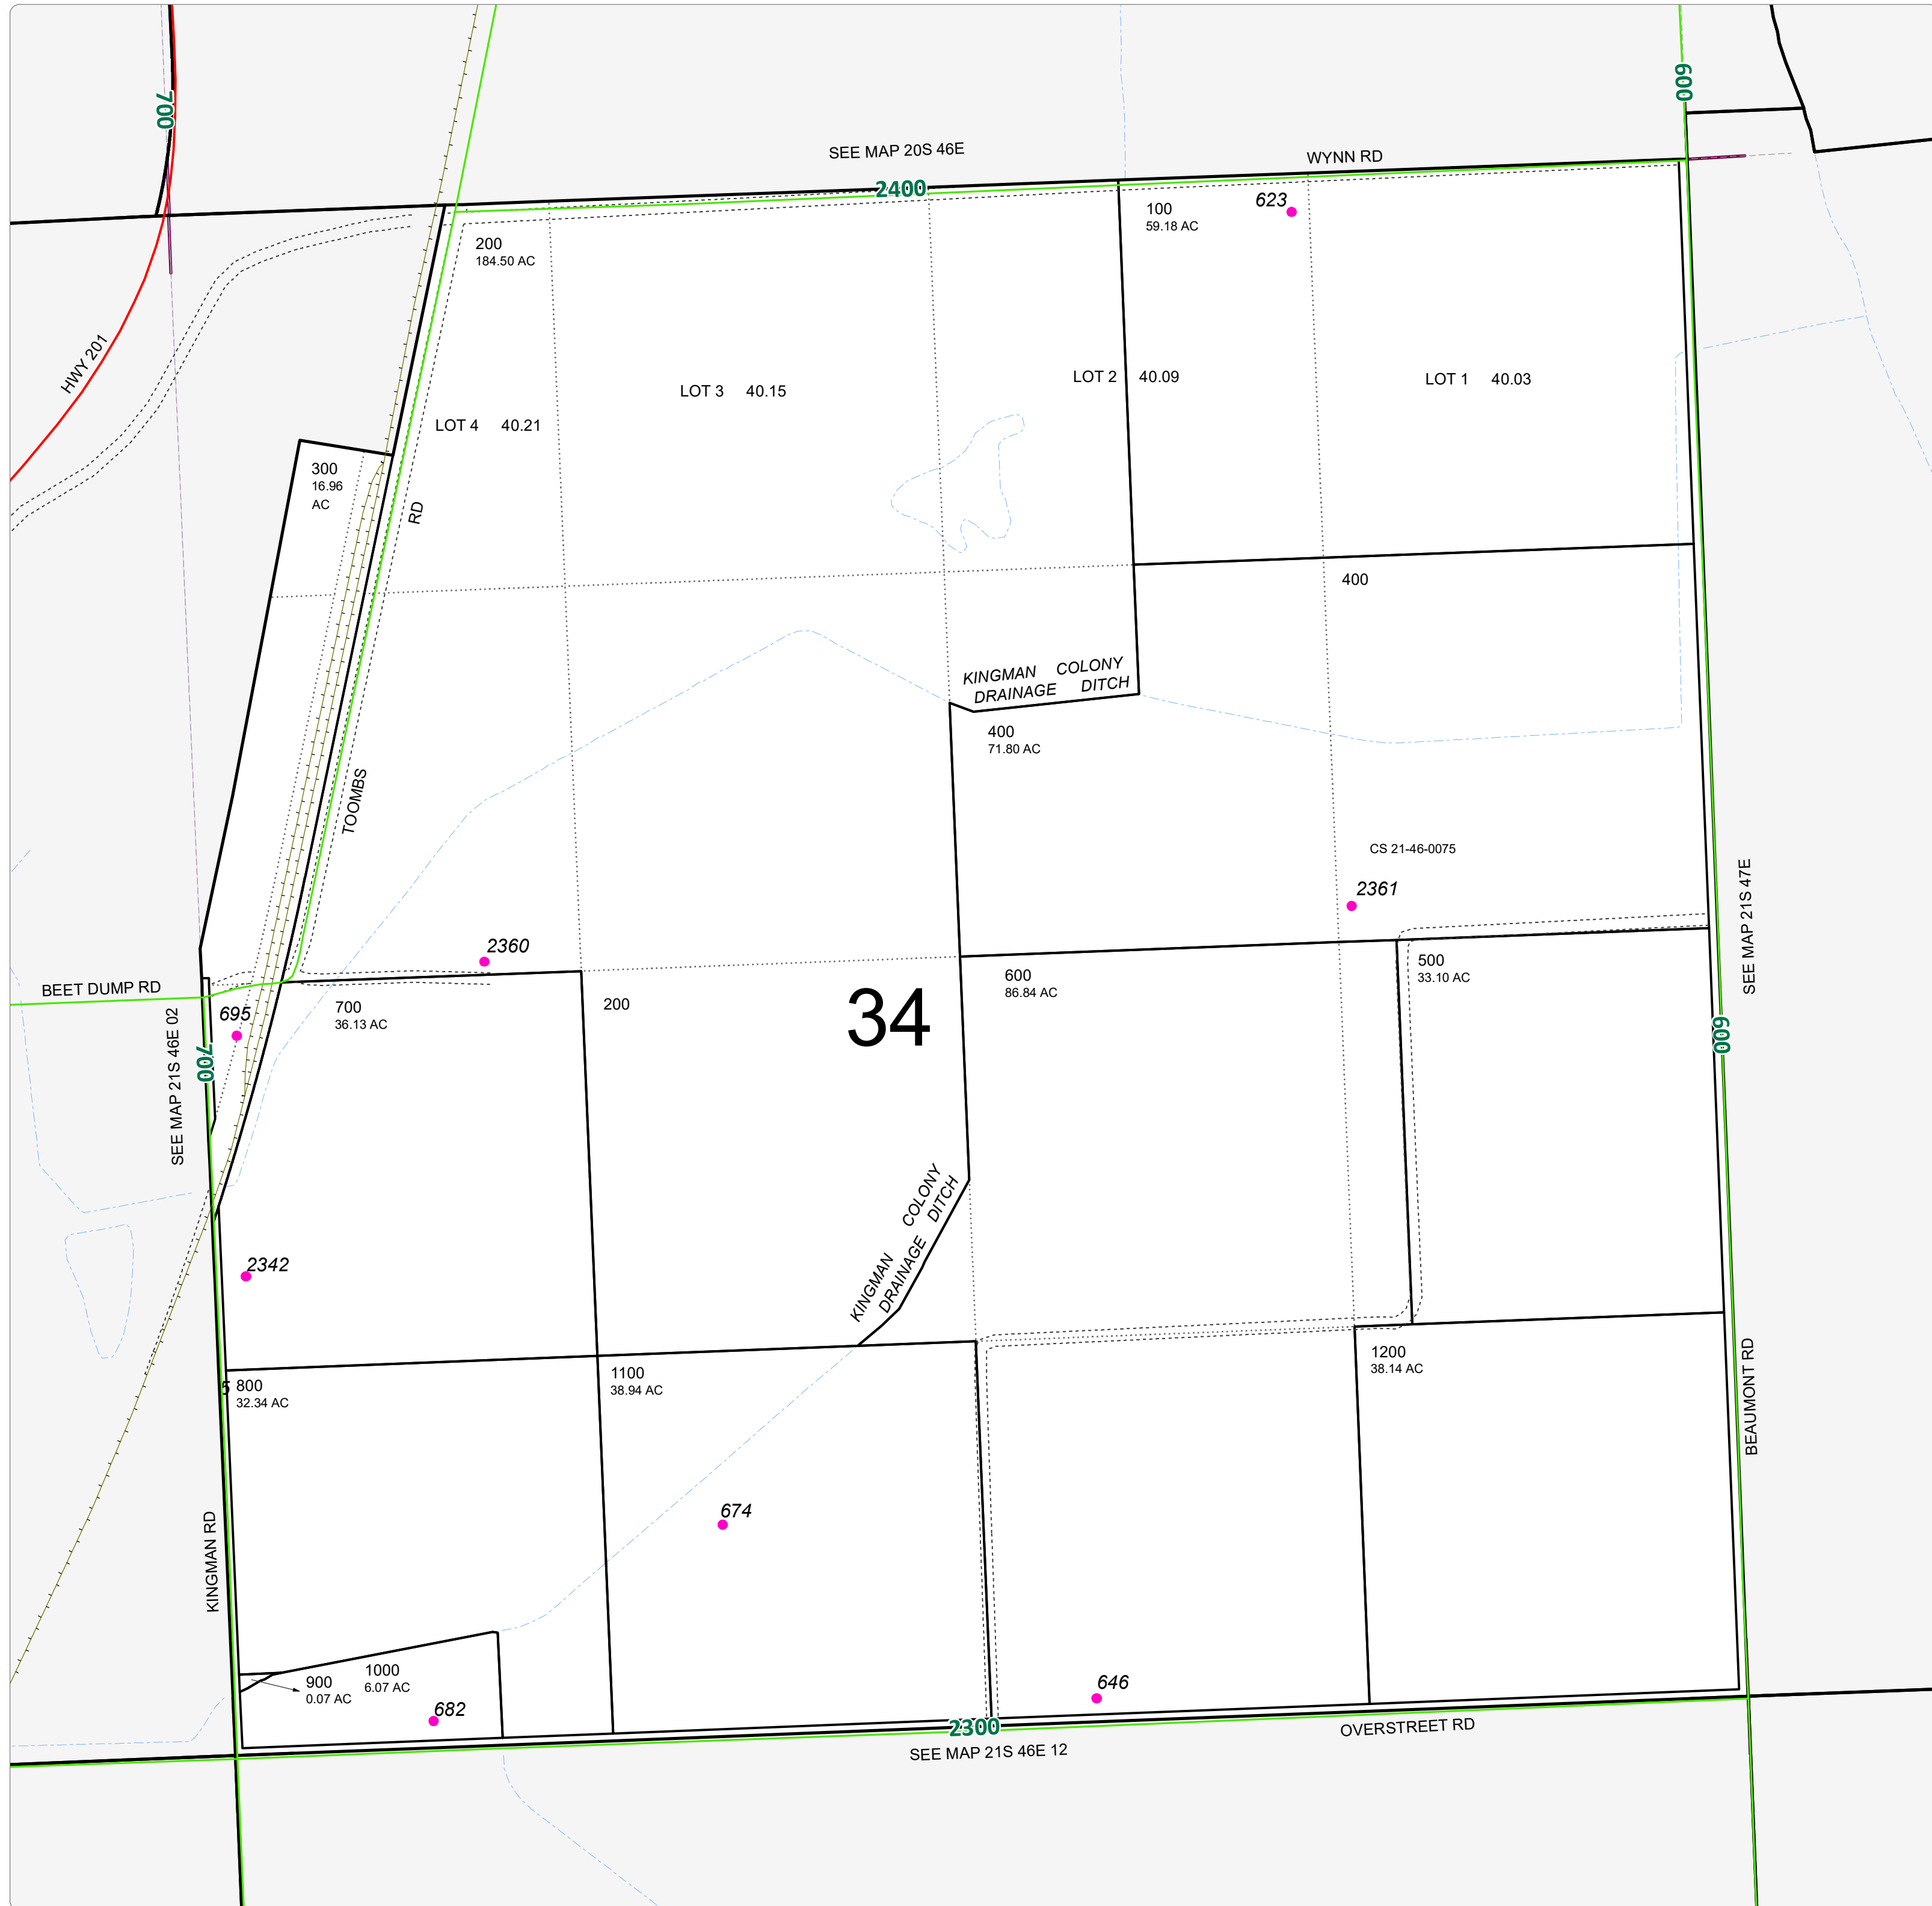 700
600
SEE MAP 20S 46E
WYNN RD
2400
623
100
59.18 AC
200
184.50 AC
HWY 201
LOT 4 40.21
LOT 3 40.15
LOT 2 40.09
LOT 1 40.03
300
16.96
AC
RD
400
KINGMAN COLONY
DRAINAGE DITCH
400
71.80 AC
TOOMBS
CS 21-46-0075
2361
SEE MAP 21S 47E
2360
BEET DUMP RD
695
700
36.13 AC
200
34
600
86.84 AC
500
33.10 AC
SEE MAP 21S 46E 02
700
600
KINGMAN COLONY
DRAINAGE DITCH
2342
5
800
32.34 AC
1100
38.94 AC
1200
38.14 AC
BEAUMONT RD
KINGMAN RD
674
900
0.07 AC
1000
6.07 AC
682
646
2300
OVERSTREET RD
SEE MAP 21S 46E 12